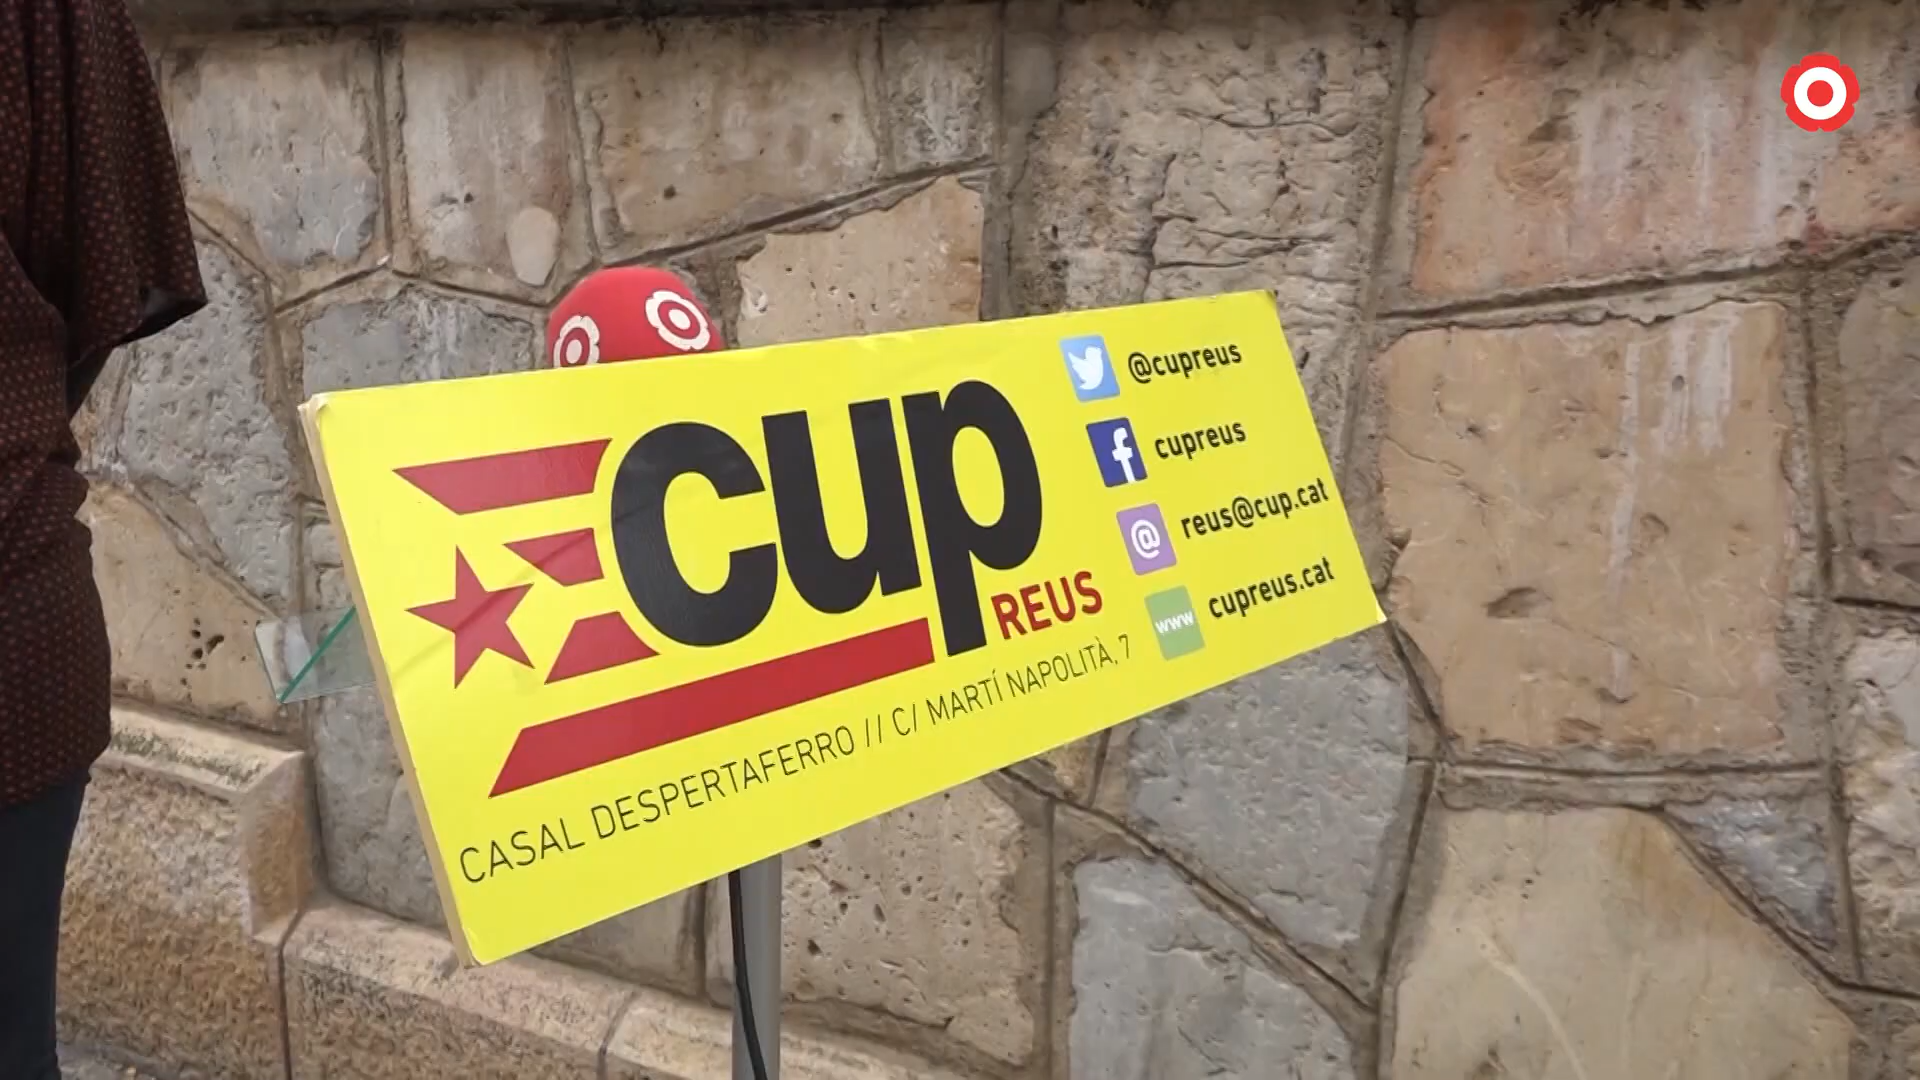 cup
REUS
CASAL DESPERTAFERRO // C/ MARTÍ NAPOLITÀ, 7
@cupreus
f cupreus
@ reus@cup.cat
www cupreus.cat